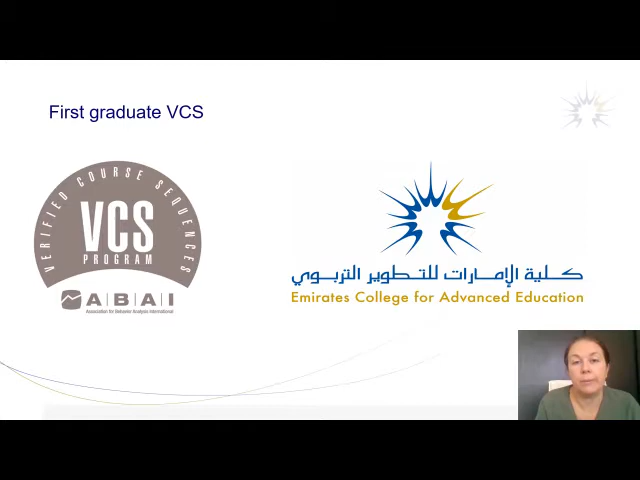 First graduate VCS
VERIFIED COURSE SEQUENCES
VCS
PROGRAM
ABAI
Association for Behavior Analysis International
كلية الإمارات للتطوير التربوي
Emirates College for Advanced Education